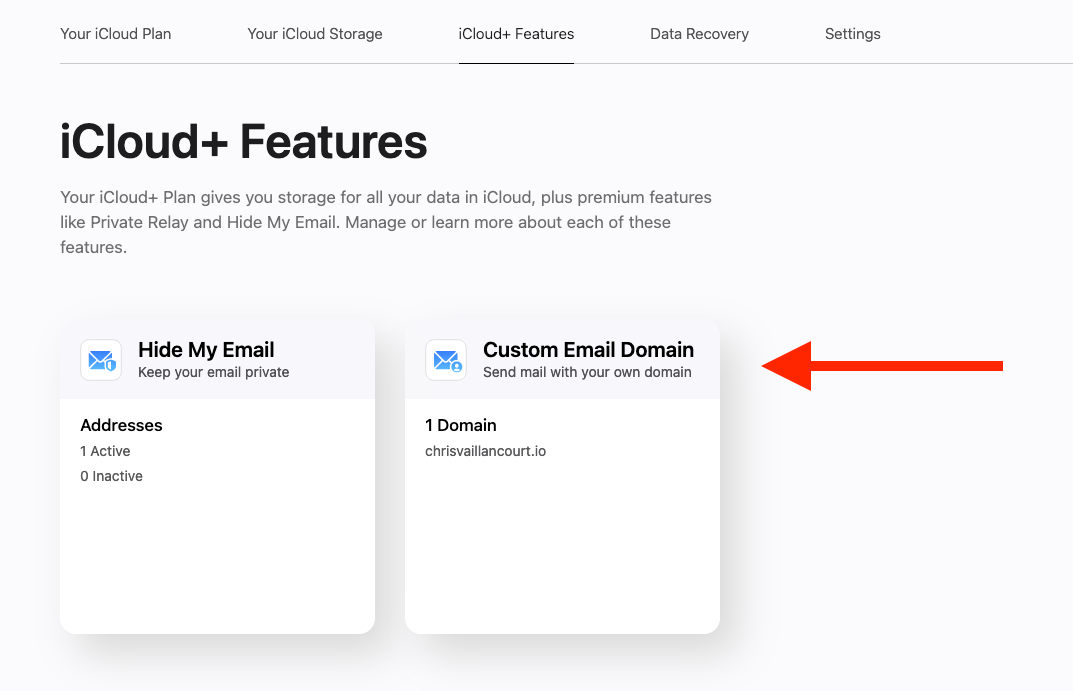 Your iCloud Plan
Your iCloud Storage
iCloud+ Features
Data Recovery
Settings
iCloud+ Features
Your iCloud+ Plan gives you storage for all your data in iCloud, plus premium features
like Private Relay and Hide My Email. Manage or learn more about each of these
features.
Hide My Email
Keep your email private
Addresses
1 Active
0 Inactive
Custom Email Domain
Send mail with your own domain
1 Domain
chrisvaillancourt.io